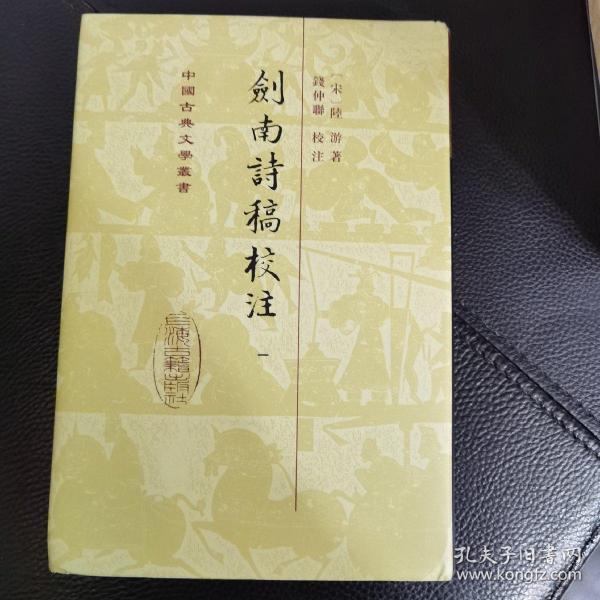 〔宋〕陸游著
錢仲聯 校注
劍南詩稿校注 一
中國古典文學叢書
上海古籍出版社
孔夫子旧书网
www.kongfz.com